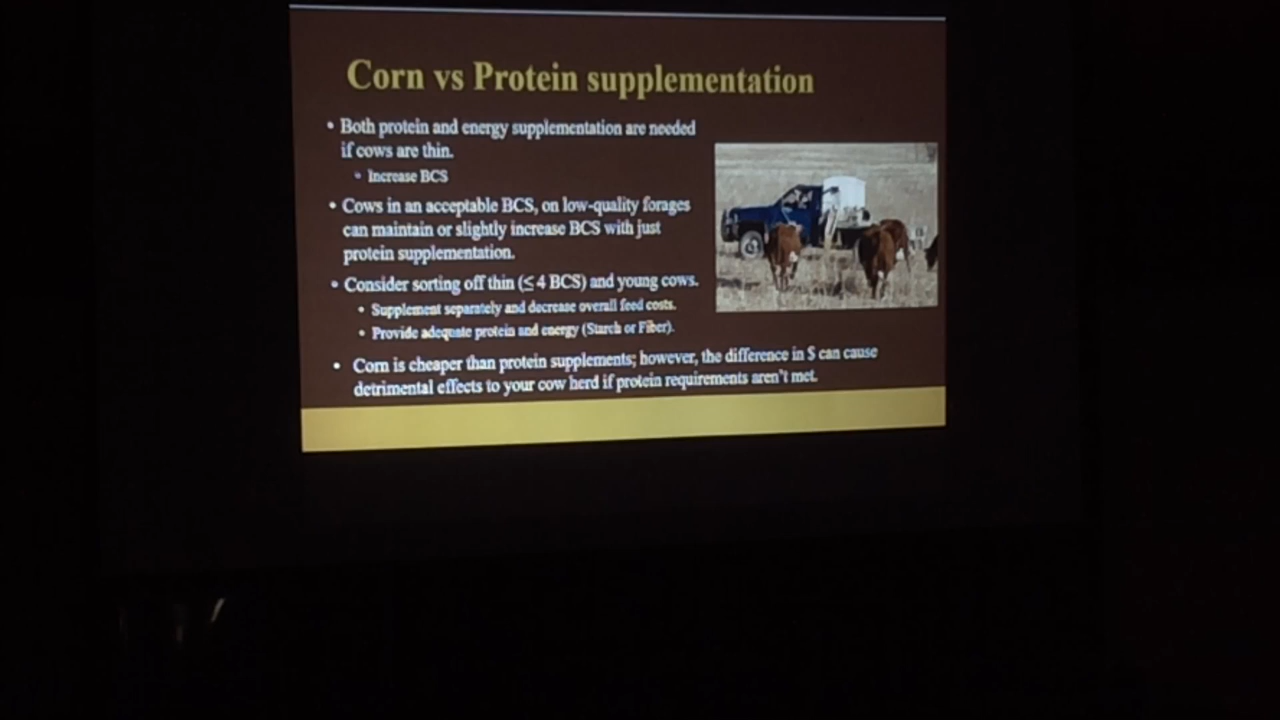 Corn vs Protein supplementation
• Both protein and energy supplementation are needed
if cows are thin.
• Increase BCS
• Cows in an acceptable BCS, on low-quality forages
can maintain or slightly increase BCS with just
protein supplementation.
• Consider sorting off thin (≤ 4 BCS) and young cows.
• Supplement separately and decrease overall feed costs.
• Provide adequate protein and energy (Starch or Fiber).
• Corn is cheaper than protein supplements; however, the difference in $ can cause
detrimental effects to your cow herd if protein requirements aren't met.